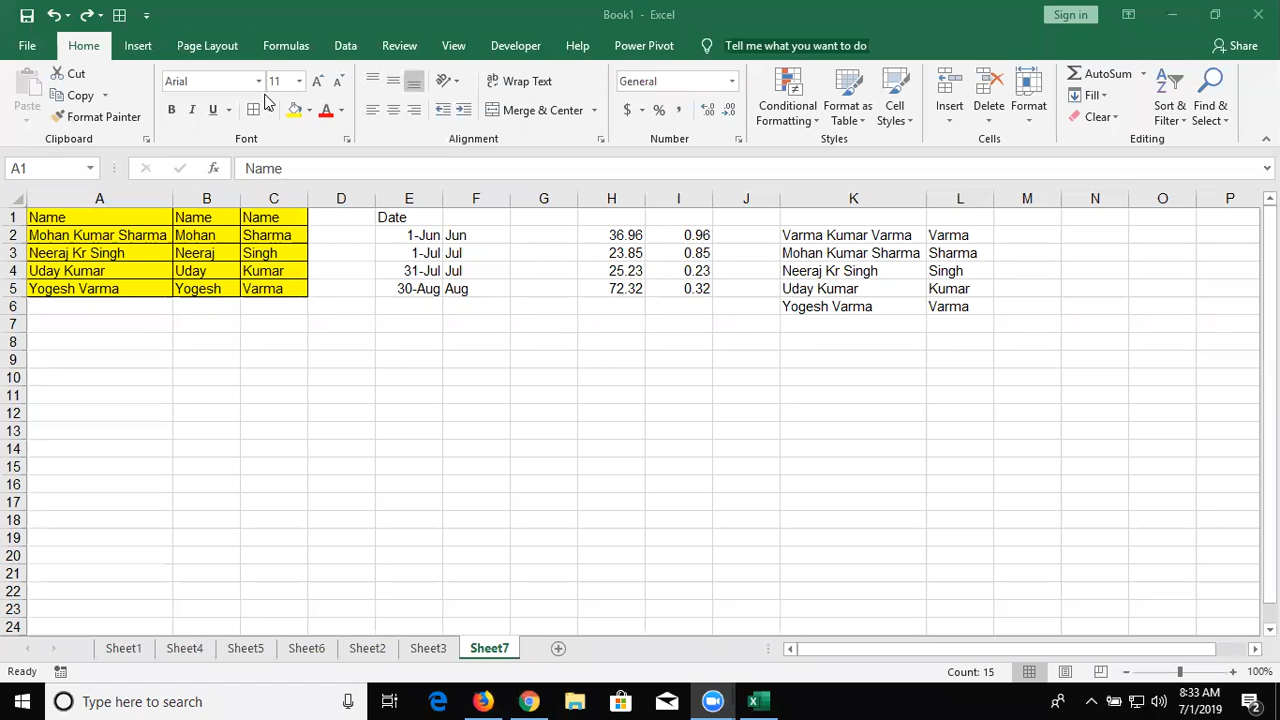 Book1 - Excel
Sign in
File Home Insert Page Layout Formulas Data Review View Developer Help Power Pivot Tell me what you want to do Share
Paste
Cut
Copy
Format Painter
Clipboard
Arial 11
B I U
Font
Wrap Text
Merge & Center
Alignment
General
$ % ,
Number
Conditional Formatting
Format as Table
Cell Styles
Styles
Insert
Delete
Format
Cells
AutoSum
Fill
Clear
Sort & Filter
Find & Select
Editing
A1 fx Name
A B C D E F G H I J K L M N O P
1 Name Name Name Date
2 Mohan Kumar Sharma Mohan Sharma 1-Jun Jun 36.96 0.96 Varma Kumar Varma Varma
3 Neeraj Kr Singh Neeraj Singh 1-Jul Jul 23.85 0.85 Mohan Kumar Sharma Sharma
4 Uday Kumar Uday Kumar 31-Jul Jul 25.23 0.23 Neeraj Kr Singh Singh
5 Yogesh Varma Yogesh Varma 30-Aug Aug 72.32 0.32 Uday Kumar Kumar
6 Yogesh Varma Varma
7
8
9
10
11
12
13
14
15
16
17
18
19
20
21
22
23
24
Sheet1 Sheet4 Sheet5 Sheet6 Sheet2 Sheet3 Sheet7
Ready Count: 15 100%
Type here to search
8:33 AM
7/1/2019
2